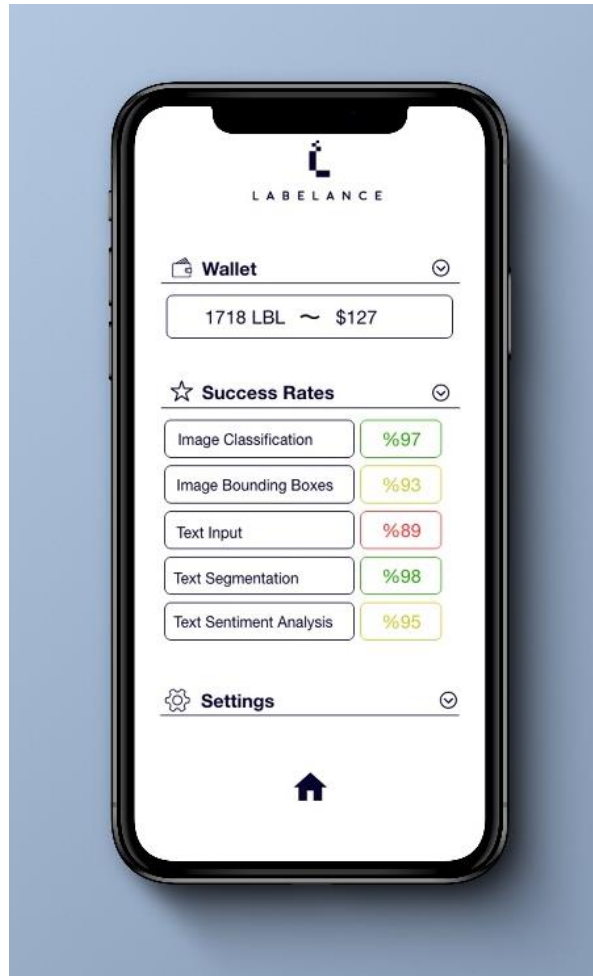 LABELANCE
Wallet
1718 LBL ~ $127
Success Rates
Image Classification %97
Image Bounding Boxes %93
Text Input %89
Text Segmentation %98
Text Sentiment Analysis %95
Settings